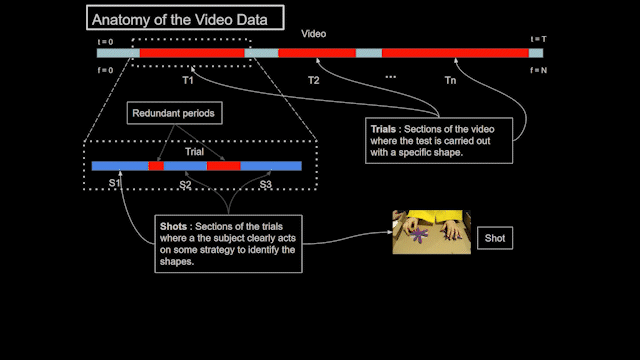 Anatomy of the Video Data
Video
t = 0
t = T
f = 0
f = N
T1
T2
...
Tn
Redundant periods
Trials : Sections of the video
where the test is carried out
with a specific shape.
Trial
S1
S2
S3
Shots : Sections of the trials
where a the subject clearly acts
on some strategy to identify the
shapes.
Shot